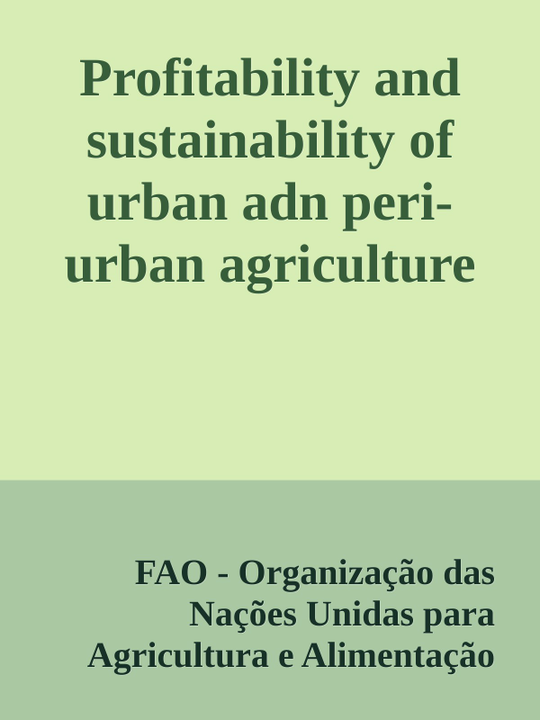 Profitability and
sustainability of
urban adn peri-
urban agriculture
FAO - Organização das
Nações Unidas para
Agricultura e Alimentação